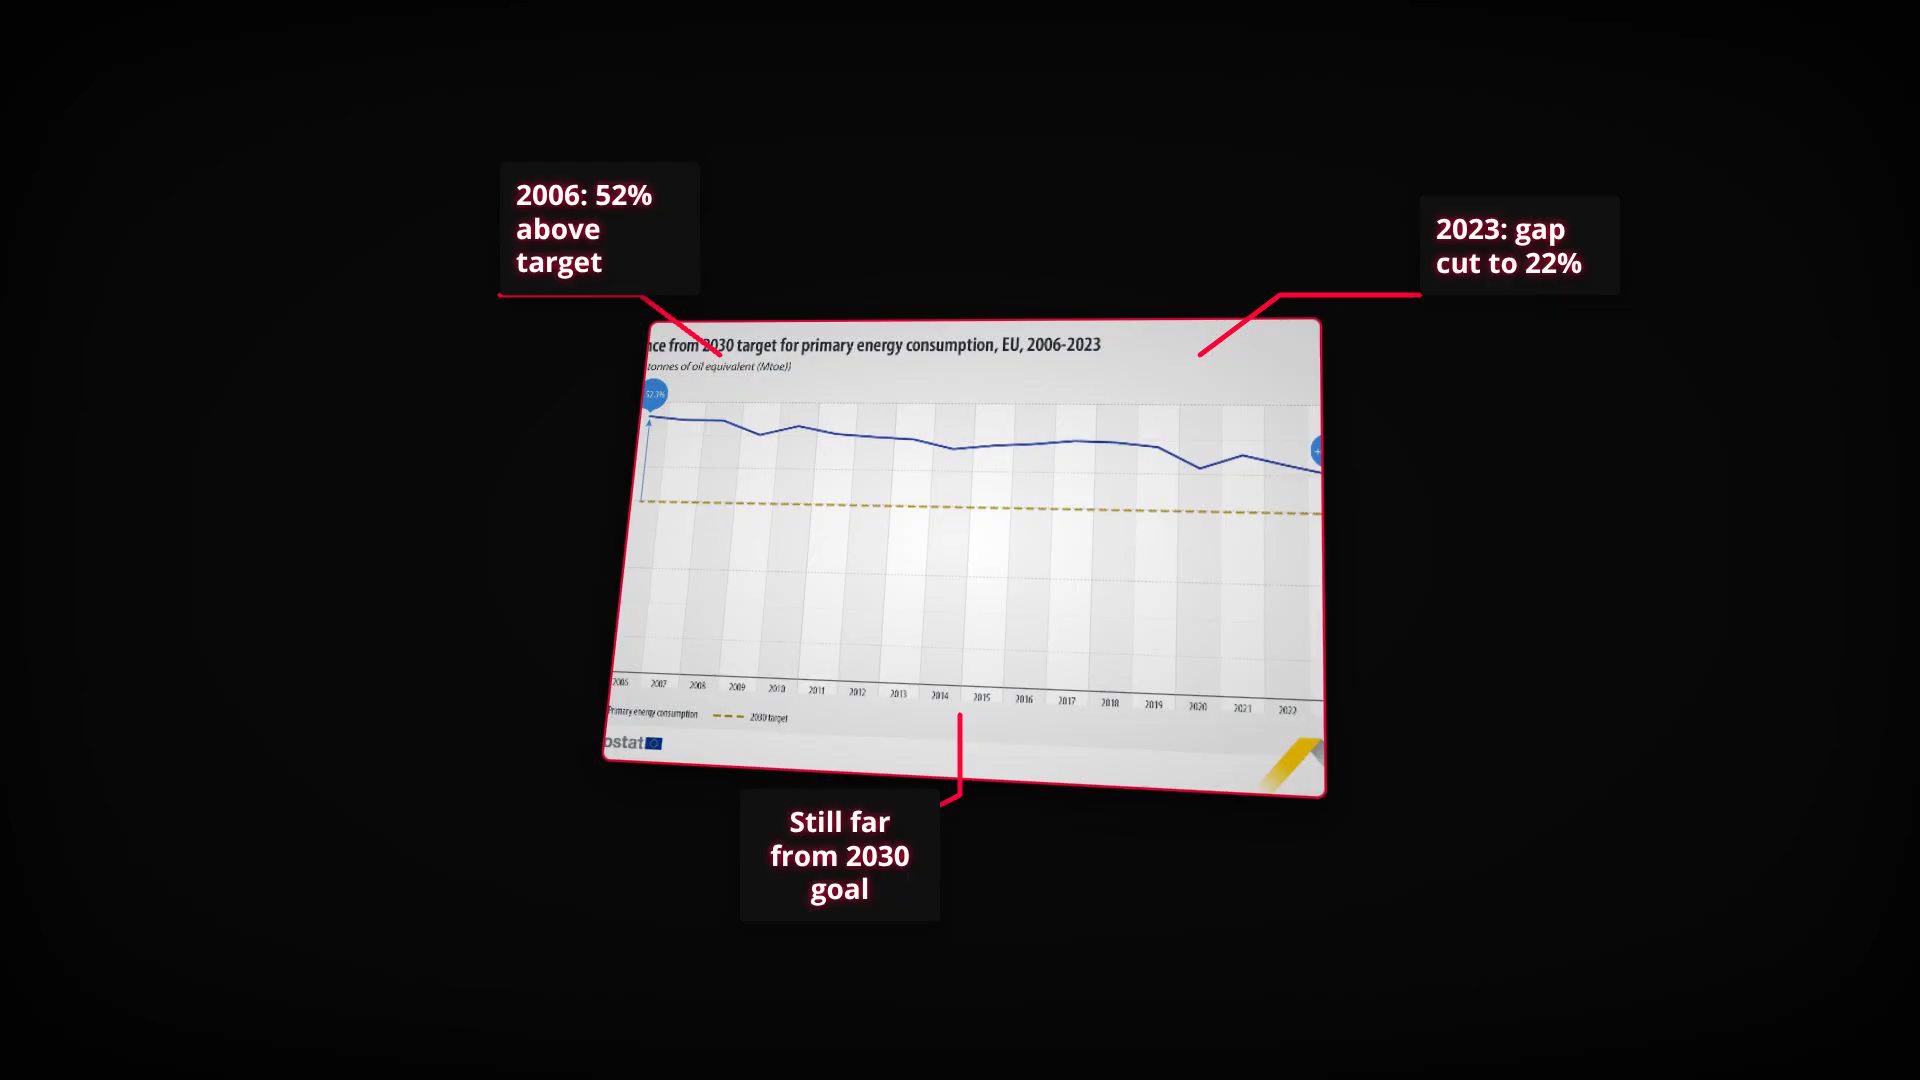 2006: 52%
above
target
2023: gap
cut to 22%
nce from 2030 target for primary energy consumption, EU, 2006-2023
tonnes of oil equivalent (Mtoe))
52.3%
+
2006 2007 2008 2009 2010 2011 2012 2013 2014 2015 2016 2017 2018 2019 2020 2021 2022
Primary energy consumption 2030 target
ostat
Still far
from 2030
goal